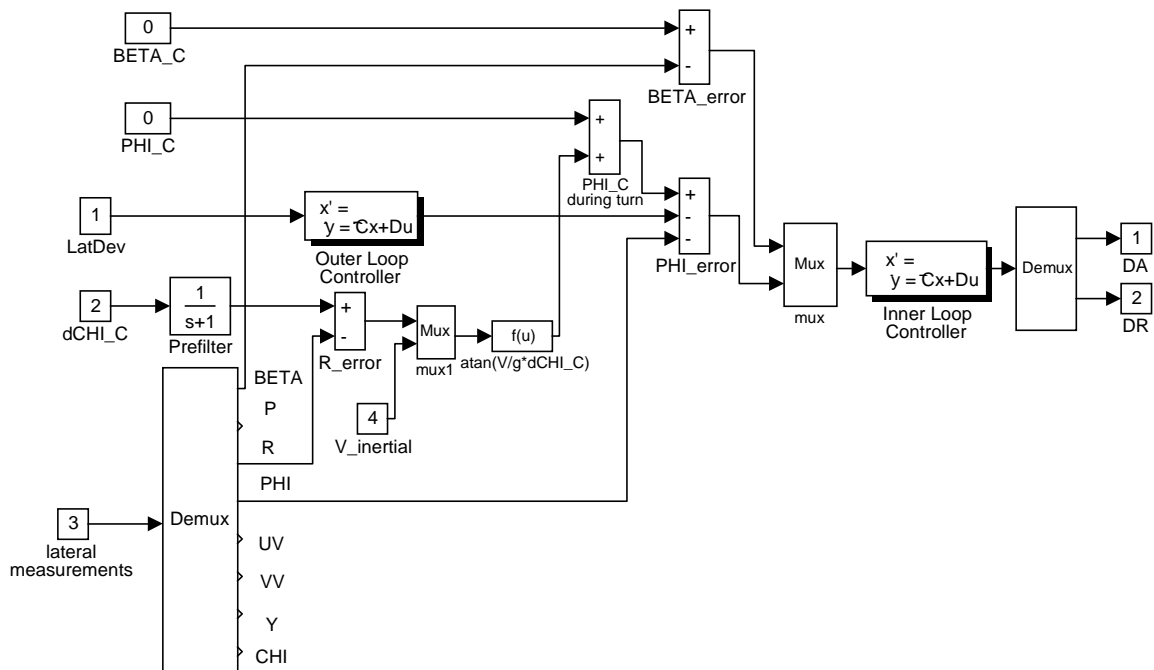 0
BETA_C
+
-
BETA_error
0
PHI_C
+
+
PHI_C
during turn
1
LatDev
x' =
y = Cx+Du
Outer Loop
Controller
+
-
-
PHI_error
Mux
mux
x' =
y = Cx+Du
Inner Loop
Controller
Demux
1
DA
2
DR
2
dCHI_C
1
s+1
Prefilter
+
-
R_error
Mux
mux1
f(u)
atan(V/g*dCHI_C)
4
V_inertial
3
lateral
measurements
Demux
BETA
P
R
PHI
UV
VV
Y
CHI